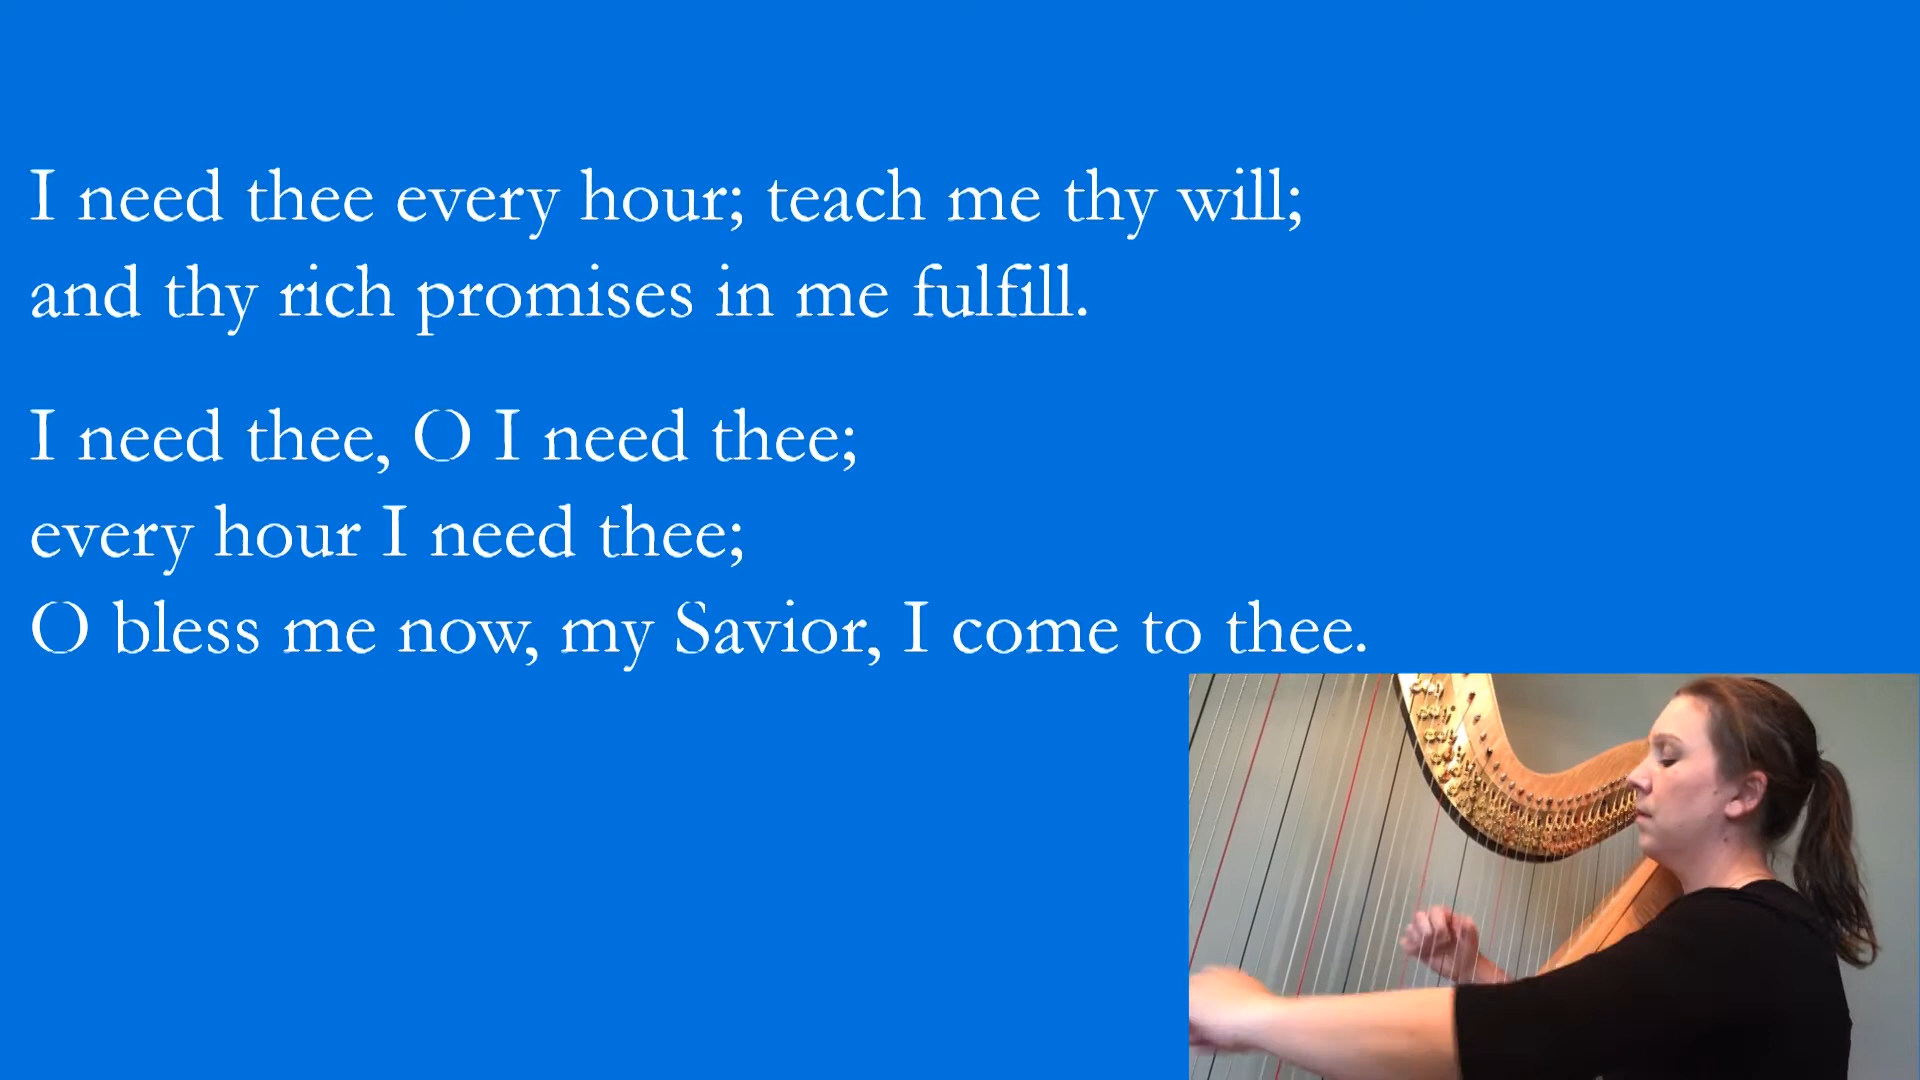 I need thee every hour; teach me thy will;
and thy rich promises in me fulfill.
I need thee, O I need thee;
every hour I need thee;
O bless me now, my Savior, I come to thee.